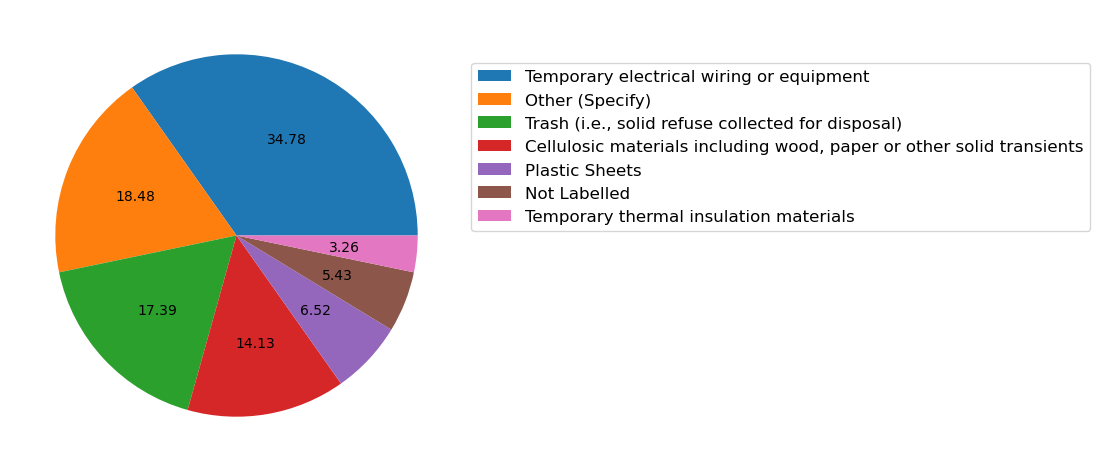 34.78
18.48
17.39
14.13
6.52
5.43
3.26
Temporary electrical wiring or equipment
Other (Specify)
Trash (i.e., solid refuse collected for disposal)
Cellulosic materials including wood, paper or other solid transients
Plastic Sheets
Not Labelled
Temporary thermal insulation materials